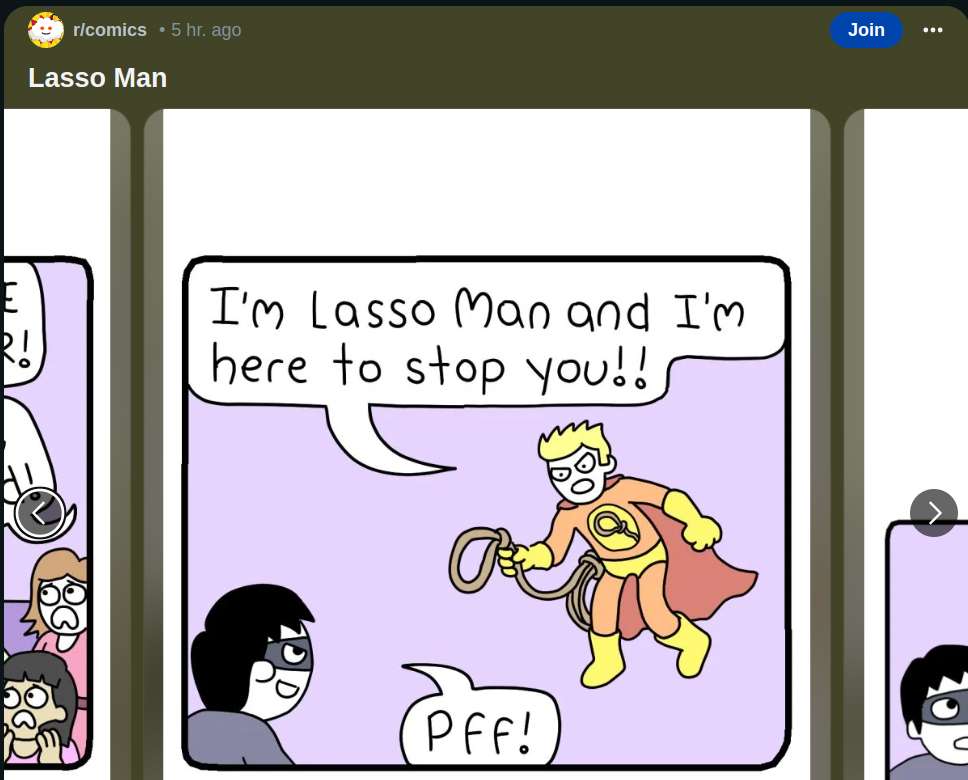 r/comics • 5 hr. ago
Join
Lasso Man
E
R!
I'm Lasso Man and I'm
here to stop you!!
PFF!